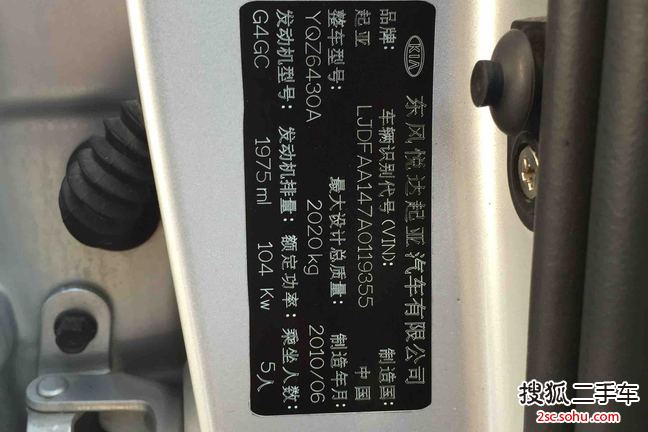 KIA 东风悦达起亚汽车有限公司
品牌: 车辆识别代号(VIN): 制造国:
起亚 LJDFAA147A0119355 中国
整车型号: 最大设计总质量: 制造年月:
YQZ6430A 2020kg 2010/06
发动机型号: 发动机排量: 额定功率: 乘坐人数:
G4GC 1975ml 104 Kw 5人
搜狐二手车
2sc.sohu.com